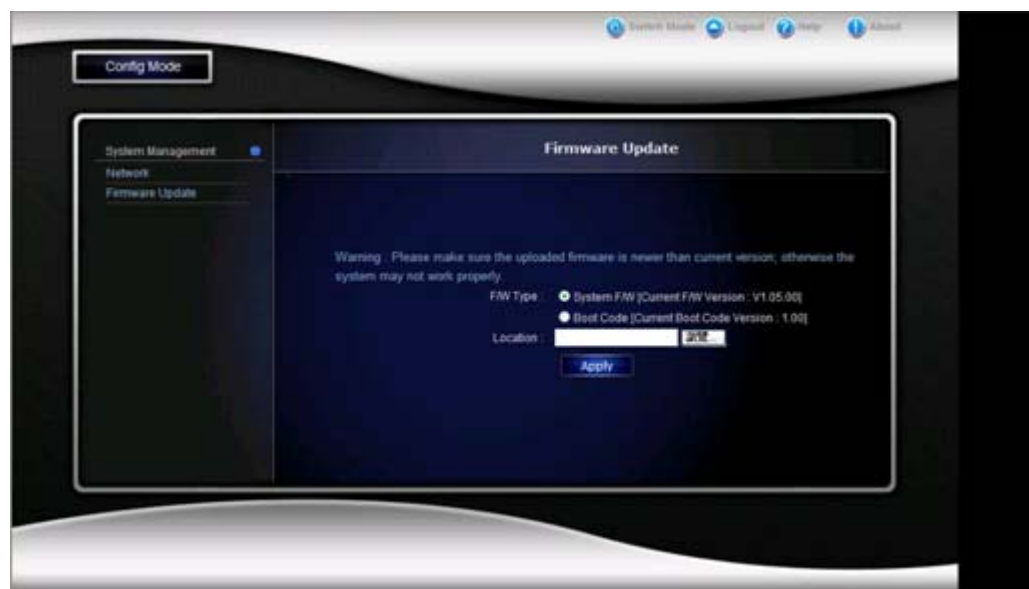 Switch Mode Logout Help About
Config Mode
System Management
Network
Firmware Update
Firmware Update
Warning : Please make sure the uploaded firmware is newer than current version; otherwise the
system may not work properly.
F/W Type :
System F/W [Current F/W Version : V1.05.00]
Boot Code [Current Boot Code Version : 1.00]
Location :
Apply